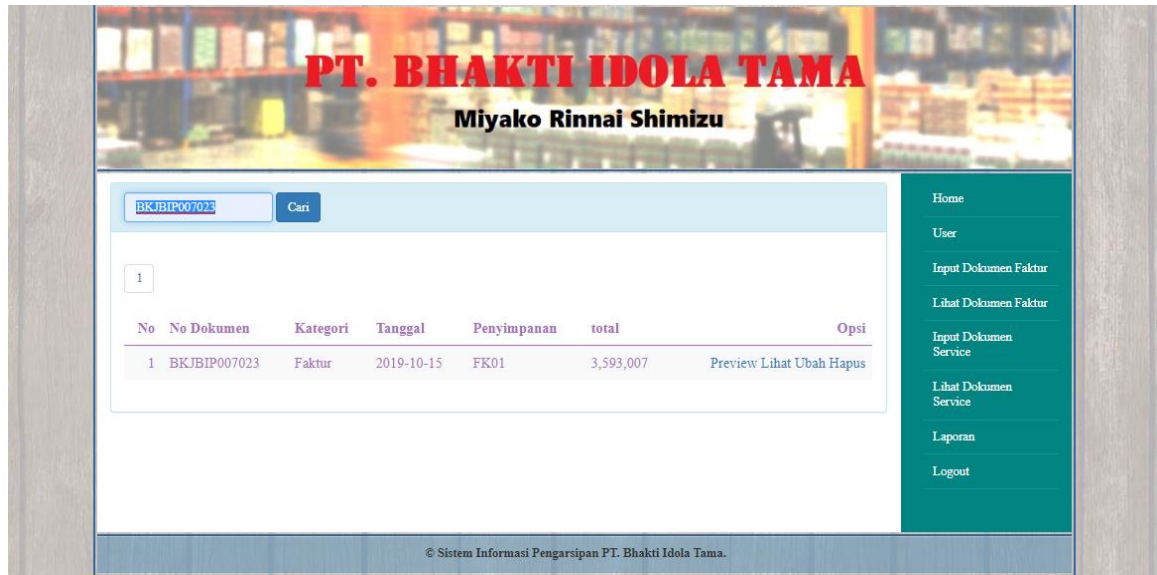 PT. BHAKTI IDOLA TAMA
Miyako Rinnai Shimizu
BKJBIP007023 Cari
1
No No Dokumen Kategori Tanggal Penyimpanan total Opsi
1 BKJBIP007023 Faktur 2019-10-15 FK01 3,593,007 Preview Lihat Ubah Hapus
Home
User
Input Dokumen Faktur
Lihat Dokumen Faktur
Input Dokumen
Service
Lihat Dokumen
Service
Laporan
Logout
© Sistem Informasi Pengarsipan PT. Bhakti Idola Tama.